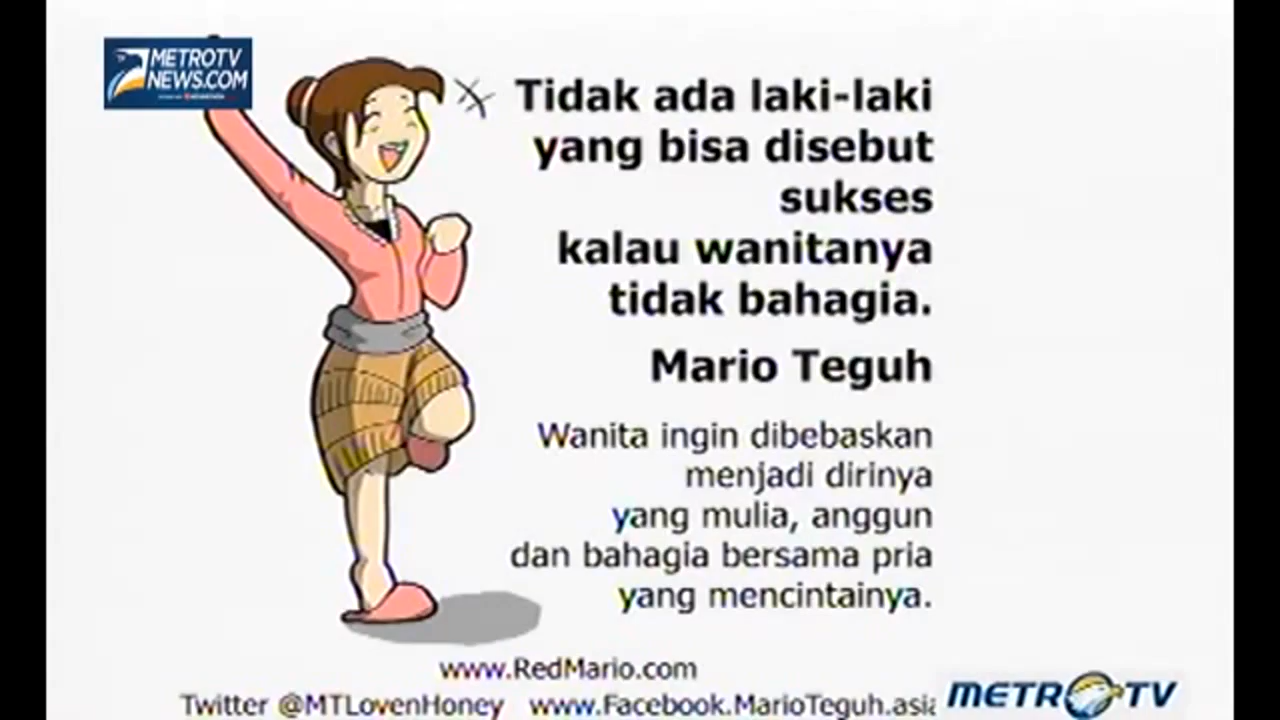 METROTV
NEWS.COM
Tidak ada laki-laki
yang bisa disebut
sukses
kalau wanitanya
tidak bahagia.
Mario Teguh
Wanita ingin dibebaskan
menjadi dirinya
yang mulia, anggun
dan bahagia bersama pria
yang mencintainya.
www.RedMario.com
Twitter @MTLovenHoney www.Facebook.MarioTeguh.asia
METRO TV